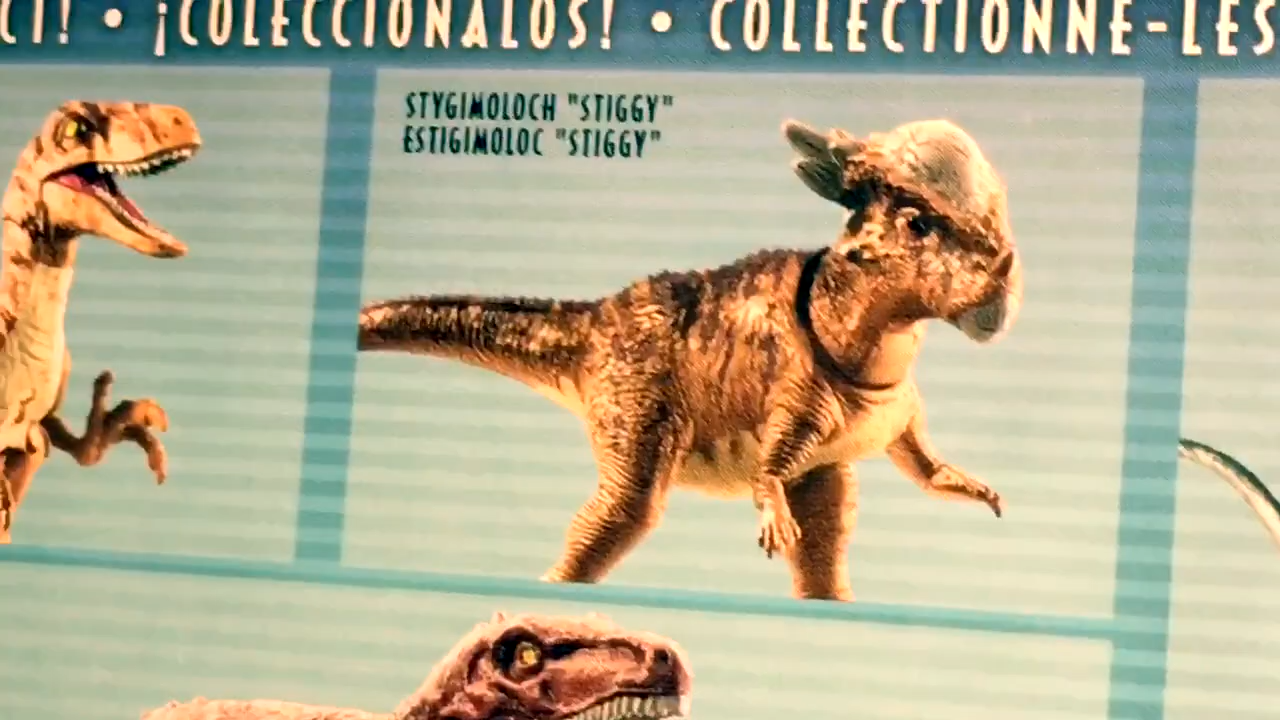 CI! • ¡COLECCIÓNALOS! • COLLECTIONNE-LES
STYGIMOLOCH "STIGGY"
ESTIGIMOLOC "STIGGY"